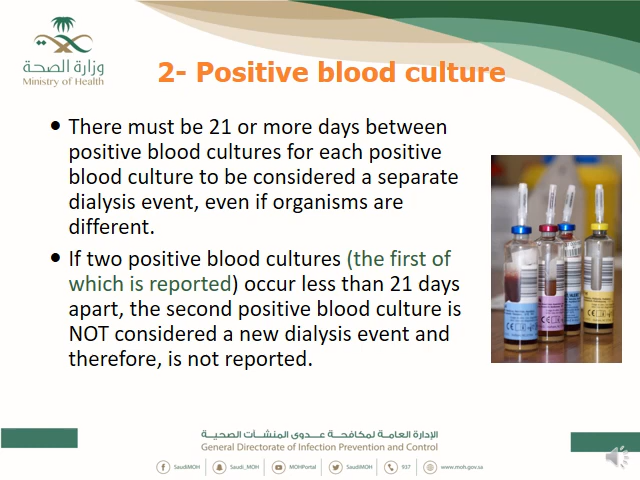 وزارة الصحة
Ministry of Health
2- Positive blood culture
• There must be 21 or more days between
positive blood cultures for each positive
blood culture to be considered a separate
dialysis event, even if organisms are
different.
• If two positive blood cultures (the first of
which is reported) occur less than 21 days
apart, the second positive blood culture is
NOT considered a new dialysis event and
therefore, is not reported.
الإدارة العامة لمكافحة عدوى المنشآت الصحية
General Directorate of Infection Prevention and Control
SaudiMOH
Saudi_MOH
MOHPortal
SaudiMOH
937
www.moh.gov.sa